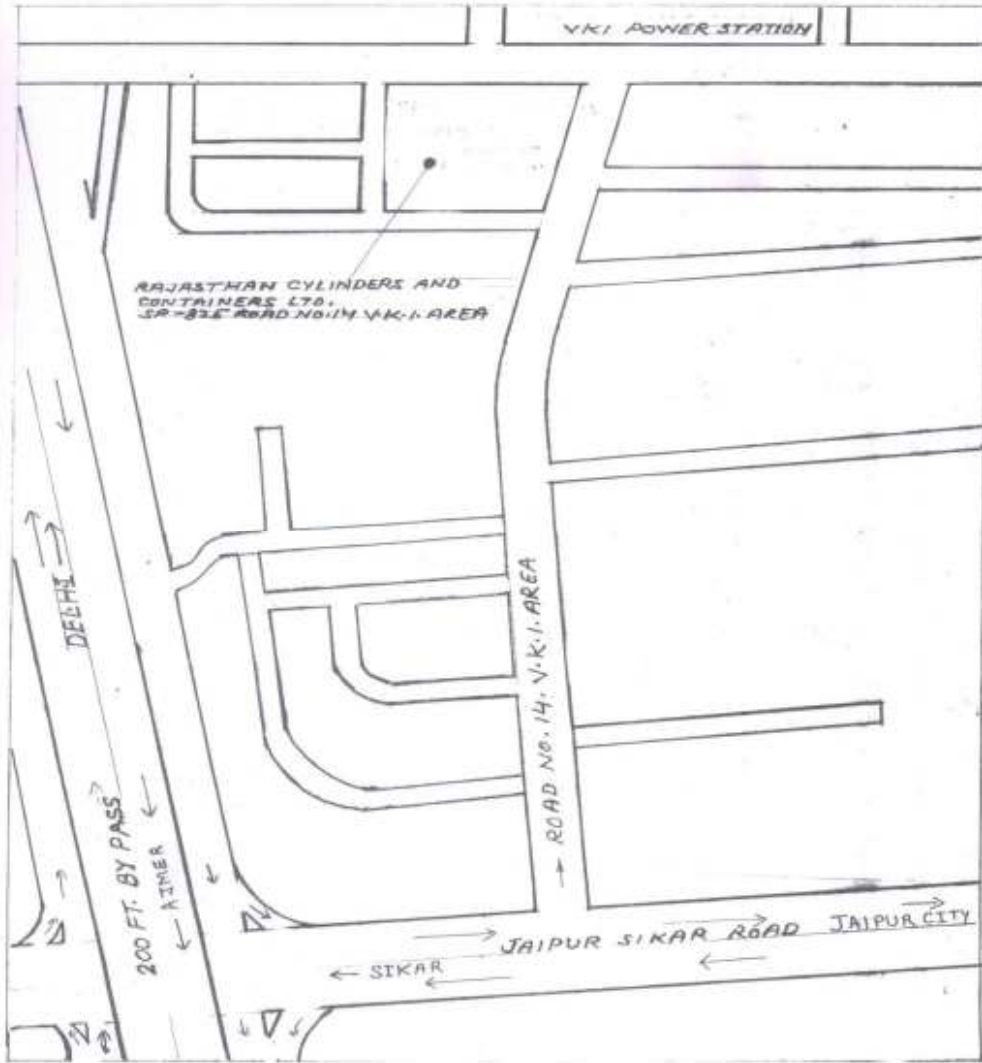 VKI POWER STATION
RAJASTHAN CYLINDERS AND
CONTAINERS LTD.
SP-825 ROAD NO.14 V.K.I. AREA
DELHI
ROAD NO. 14. V.K.I. AREA
200 FT. BY PASS
AJMER
JAIPUR SIKAR ROAD
JAIPUR CITY
SIKAR